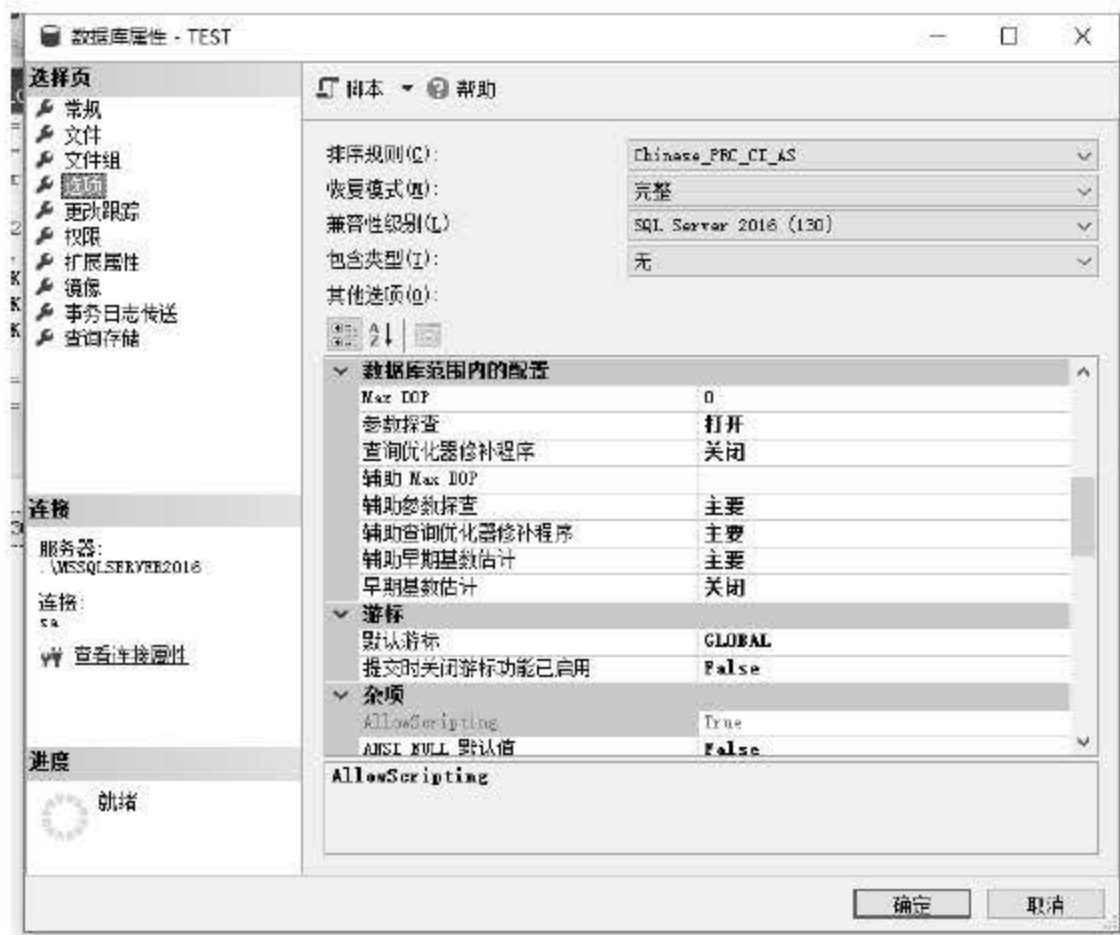 数据库属性 - TEST
选择页
常规
文件
文件组
选项
更改跟踪
权限
扩展属性
镜像
事务日志传送
查询存储
连接
服务器:
.\MSSQLSERVER2016
连接:
sa
查看连接属性
进度
就绪
脚本 帮助
排序规则(C): Chinese_PRC_CI_AS
恢复模式(M): 完整
兼容性级别(L) SQL Server 2016 (130)
包含类型(I): 无
其他选项(O):
数据库范围内的配置
Max DOP 0
参数探查 打开
查询优化器修补程序 关闭
辅助 Max DOP
辅助参数探查 主要
辅助查询优化器修补程序 主要
辅助早期基数估计 主要
早期基数估计 关闭
游标
默认游标 GLOBAL
提交时关闭游标功能已启用 False
杂项
AllowScripting True
ANSI NULL 默认值 False
AllowScripting
确定 取消